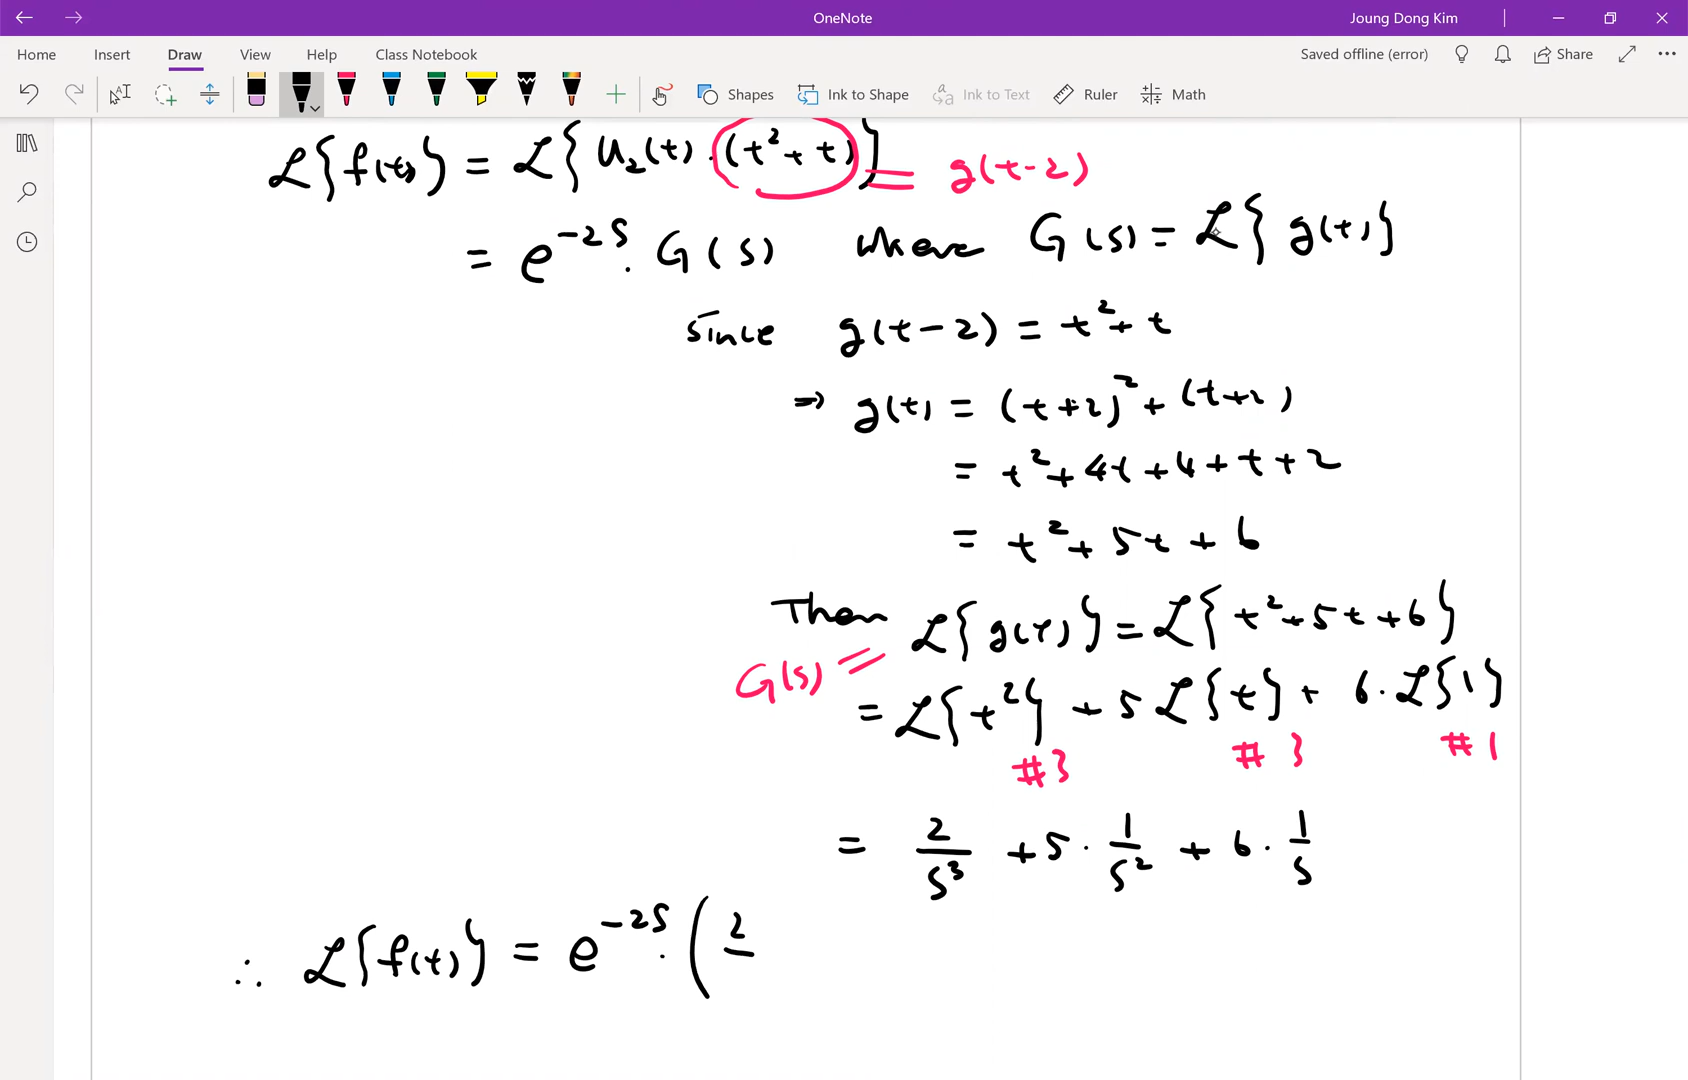 OneNote
Joung Dong Kim
Home Insert Draw View Help Class Notebook
Saved offline (error) Share
Shapes Ink to Shape Ink to Text Ruler Math
ℒ{f(t)} = ℒ{u₂(t)·(t²+t)} = g(t-2)
= e^(-2s) · G(s) where G(s) = ℒ{g(t)}
since g(t-2) = t²+t
⇒ g(t) = (t+2)² + (t+2)
= t²+4t+4+t+2
= t²+5t+6
Then ℒ{g(t)} = ℒ{t²+5t+6}
G(s) =
= ℒ{t²} + 5ℒ{t} + 6·ℒ{1}
#3 #3 #1
= 2/s³ + 5·1/s² + 6·1/s
∴ ℒ{f(t)} = e^(-2s) · (2